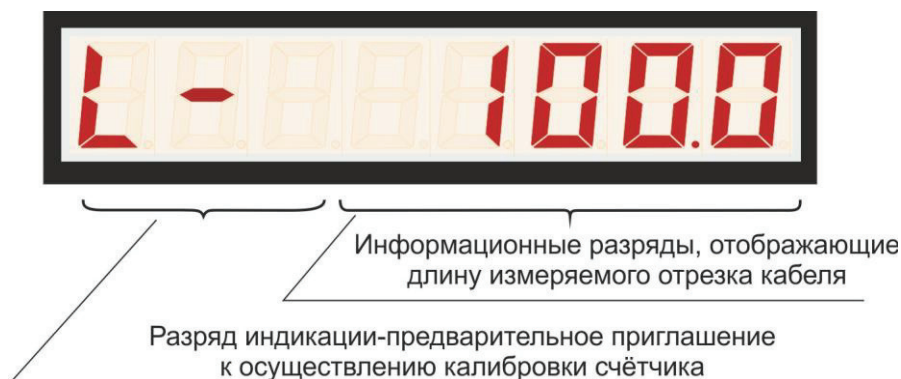 L- 100.0
Информационные разряды, отображающие
длину измеряемого отрезка кабеля
Разряд индикации-предварительное приглашение
к осуществлению калибровки счётчика